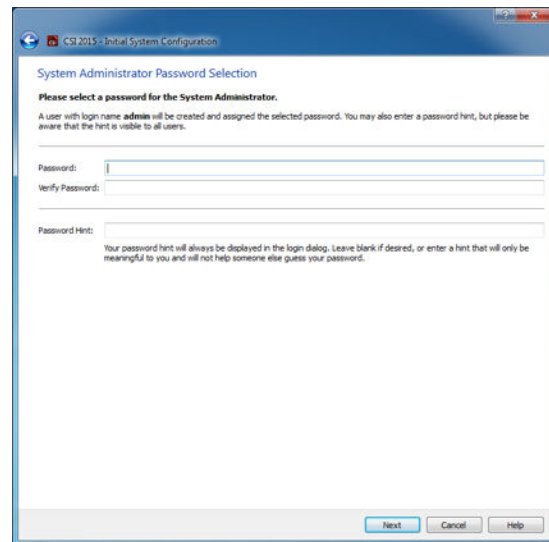 CSI 2015 - Initial System Configuration
System Administrator Password Selection
Please select a password for the System Administrator.
A user with login name admin will be created and assigned the selected password. You may also enter a password hint, but please be
aware that the hint is visible to all users.
Password:
Verify Password:
Password Hint:
Your password hint will always be displayed in the login dialog. Leave blank if desired, or enter a hint that will only be
meaningful to you and will not help someone else guess your password.
Next Cancel Help